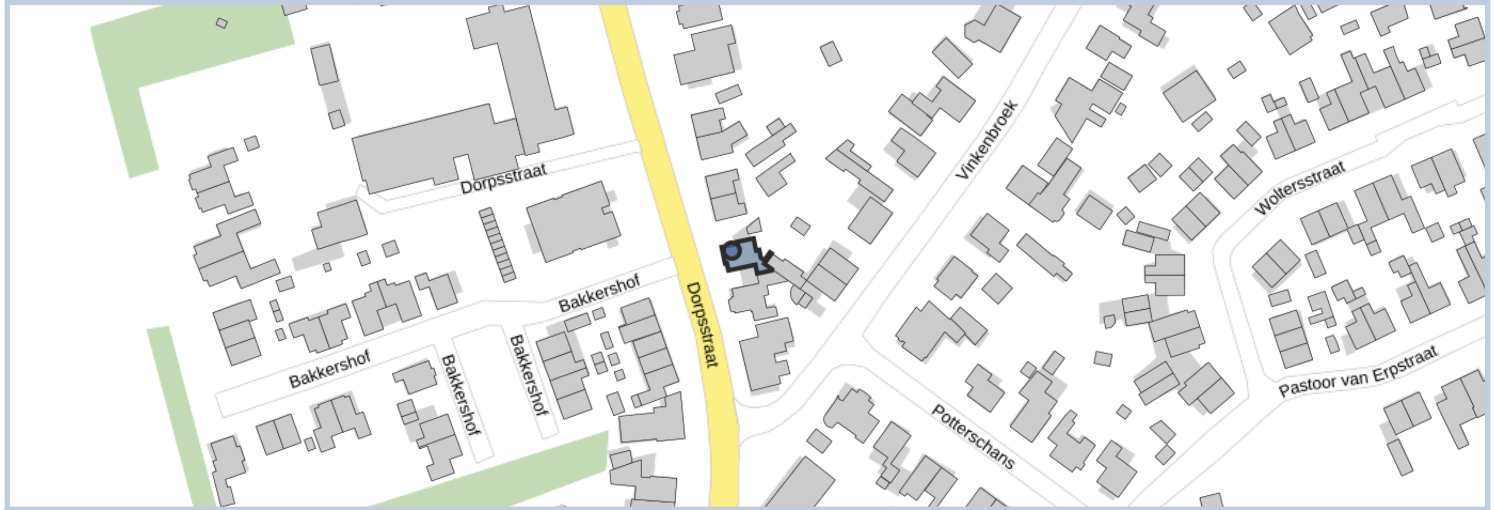 Vinkenbroek
Dorpsstraat
Woltersstraat
Bakkershof
Dorpsstraat
Bakkershof
Bakkershof
Bakkershof
Pastoor van Erpstraat
Potterschans